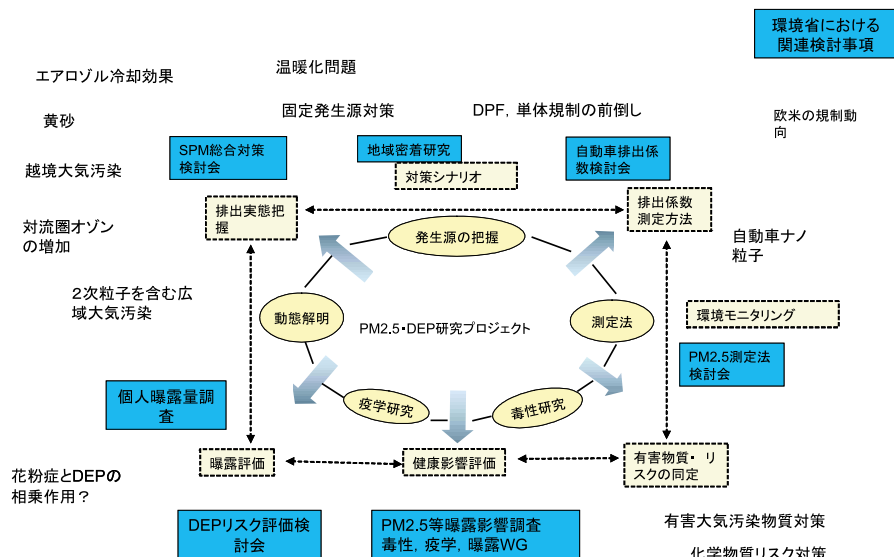 環境省における
関連検討事項
温暖化問題
エアロゾル冷却効果
固定発生源対策
DPF, 単体規制の前倒し
欧米の規制動
向
黄砂
SPM総合対策
検討会
地域密着研究
自動車排出係
数検討会
越境大気汚染
対策シナリオ
排出実態把
握
排出係数
測定方法
対流圏オゾン
の増加
発生源の把握
自動車ナノ
粒子
2次粒子を含む広
域大気汚染
動態解明
PM2.5・DEP研究プロジェクト
測定法
環境モニタリング
PM2.5測定法
検討会
個人曝露量調
査
疫学研究
毒性研究
曝露評価
健康影響評価
有害物質・ リ
スクの同定
花粉症とDEPの
相乗作用?
DEPリスク評価検
討会
PM2.5等曝露影響調査
毒性, 疫学, 曝露WG
有害大気汚染物質対策
化学物質リスク対策